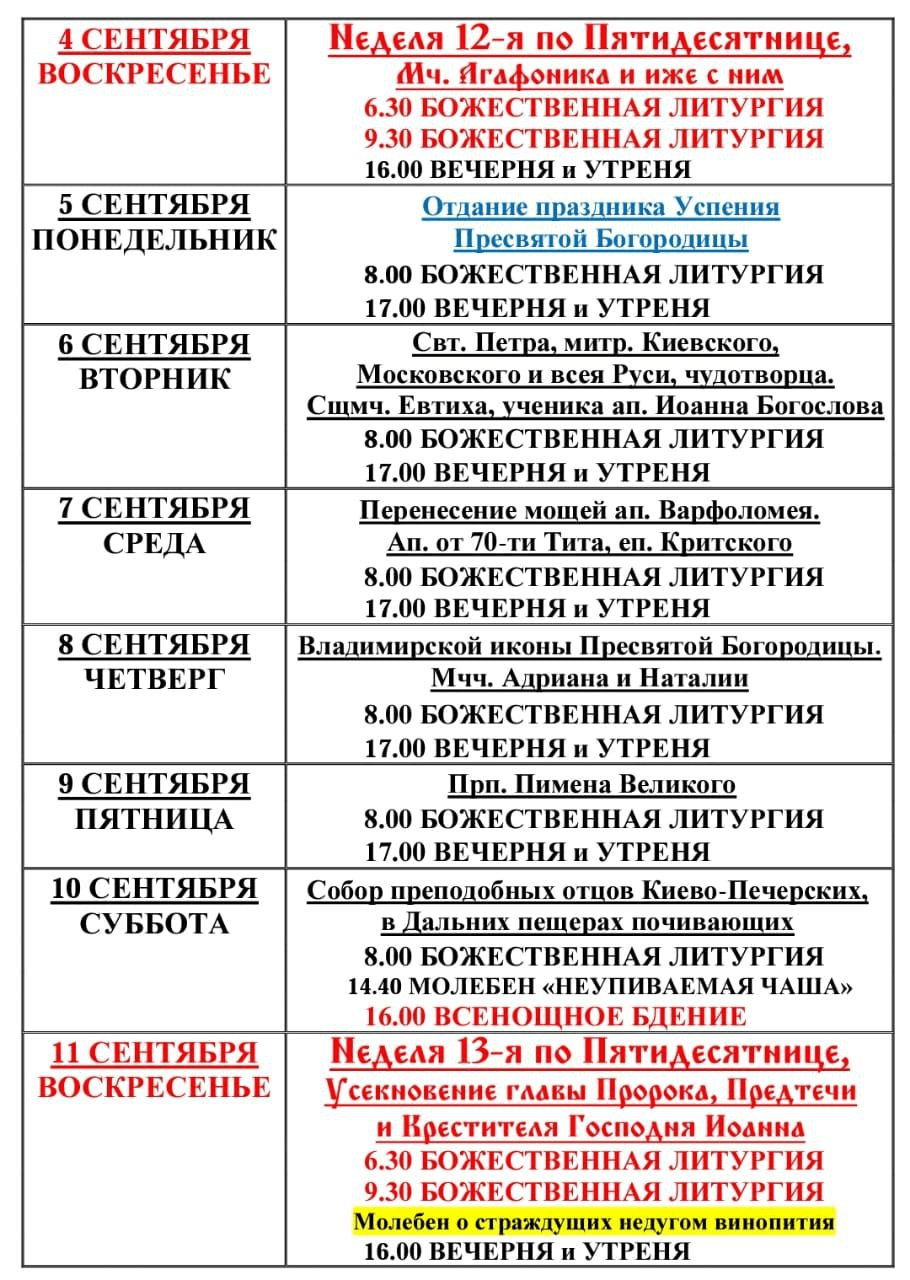 4 СЕНТЯБРЯ
ВОСКРЕСЕНЬЕ
Неделя 12-я по Пятидесятнице,
Мч. Агафоника и иже с ним
6.30 БОЖЕСТВЕННАЯ ЛИТУРГИЯ
9.30 БОЖЕСТВЕННАЯ ЛИТУРГИЯ
16.00 ВЕЧЕРНЯ и УТРЕНЯ
5 СЕНТЯБРЯ
ПОНЕДЕЛЬНИК
Отдание праздника Успения
Пресвятой Богородицы
8.00 БОЖЕСТВЕННАЯ ЛИТУРГИЯ
17.00 ВЕЧЕРНЯ и УТРЕНЯ
6 СЕНТЯБРЯ
ВТОРНИК
Свт. Петра, митр. Киевского,
Московского и всея Руси, чудотворца.
Сщмч. Евтиха, ученика ап. Иоанна Богослова
8.00 БОЖЕСТВЕННАЯ ЛИТУРГИЯ
17.00 ВЕЧЕРНЯ и УТРЕНЯ
7 СЕНТЯБРЯ
СРЕДА
Перенесение мощей ап. Варфоломея.
Ап. от 70-ти Тита, еп. Критского
8.00 БОЖЕСТВЕННАЯ ЛИТУРГИЯ
17.00 ВЕЧЕРНЯ и УТРЕНЯ
8 СЕНТЯБРЯ
ЧЕТВЕРГ
Владимирской иконы Пресвятой Богородицы.
Мчч. Адриана и Наталии
8.00 БОЖЕСТВЕННАЯ ЛИТУРГИЯ
17.00 ВЕЧЕРНЯ и УТРЕНЯ
9 СЕНТЯБРЯ
ПЯТНИЦА
Прп. Пимена Великого
8.00 БОЖЕСТВЕННАЯ ЛИТУРГИЯ
17.00 ВЕЧЕРНЯ и УТРЕНЯ
10 СЕНТЯБРЯ
СУББОТА
Собор преподобных отцов Киево-Печерских,
в Дальних пещерах почивающих
8.00 БОЖЕСТВЕННАЯ ЛИТУРГИЯ
14.40 МОЛЕБЕН «НЕУПИВАЕМАЯ ЧАША»
16.00 ВСЕНОЩНОЕ БДЕНИЕ
11 СЕНТЯБРЯ
ВОСКРЕСЕНЬЕ
Неделя 13-я по Пятидесятнице,
Усекновение главы Пророка, Предтечи
и Крестителя Господня Иоанна
6.30 БОЖЕСТВЕННАЯ ЛИТУРГИЯ
9.30 БОЖЕСТВЕННАЯ ЛИТУРГИЯ
Молебен о страждущих недугом винопития
16.00 ВЕЧЕРНЯ и УТРЕНЯ